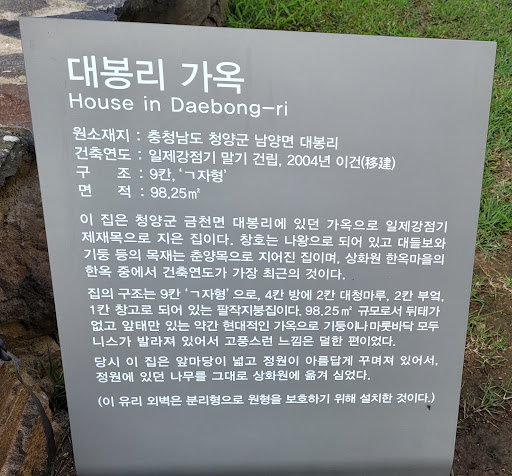 대봉리 가옥
House in Daebong-ri
원소재지 : 충청남도 청양군 남양면 대봉리
건축연도 : 일제강점기 말기 건립, 2004년 이건(移建)
구 조 : 9칸, 'ㄱ자형'
면 적 : 98.25㎡
이 집은 청양군 금천면 대봉리에 있던 가옥으로 일제강점기
제재목으로 지은 집이다. 창호는 나왕으로 되어 있고 대들보와
기둥 등의 목재는 춘양목으로 지어진 집이며, 상화원 한옥마을의
한옥 중에서 건축연도가 가장 최근의 것이다.
집의 구조는 9칸 'ㄱ자형'으로, 4칸 방에 2칸 대청마루, 2칸 부엌,
1칸 창고로 되어 있는 팔작지붕집이다. 98.25㎡ 규모로서 뒤태가
없고 앞태만 있는 약간 현대적인 가옥으로 기둥이나 마룻바닥 모두
니스가 발라져 있어서 고풍스런 느낌은 덜한 편이었다.
당시 이 집은 앞마당이 넓고 정원이 아름답게 꾸며져 있어서,
정원에 있던 나무를 그대로 상화원에 옮겨 심었다.
(이 유리 외벽은 분리형으로 원형을 보호하기 위해 설치한 것이다.)